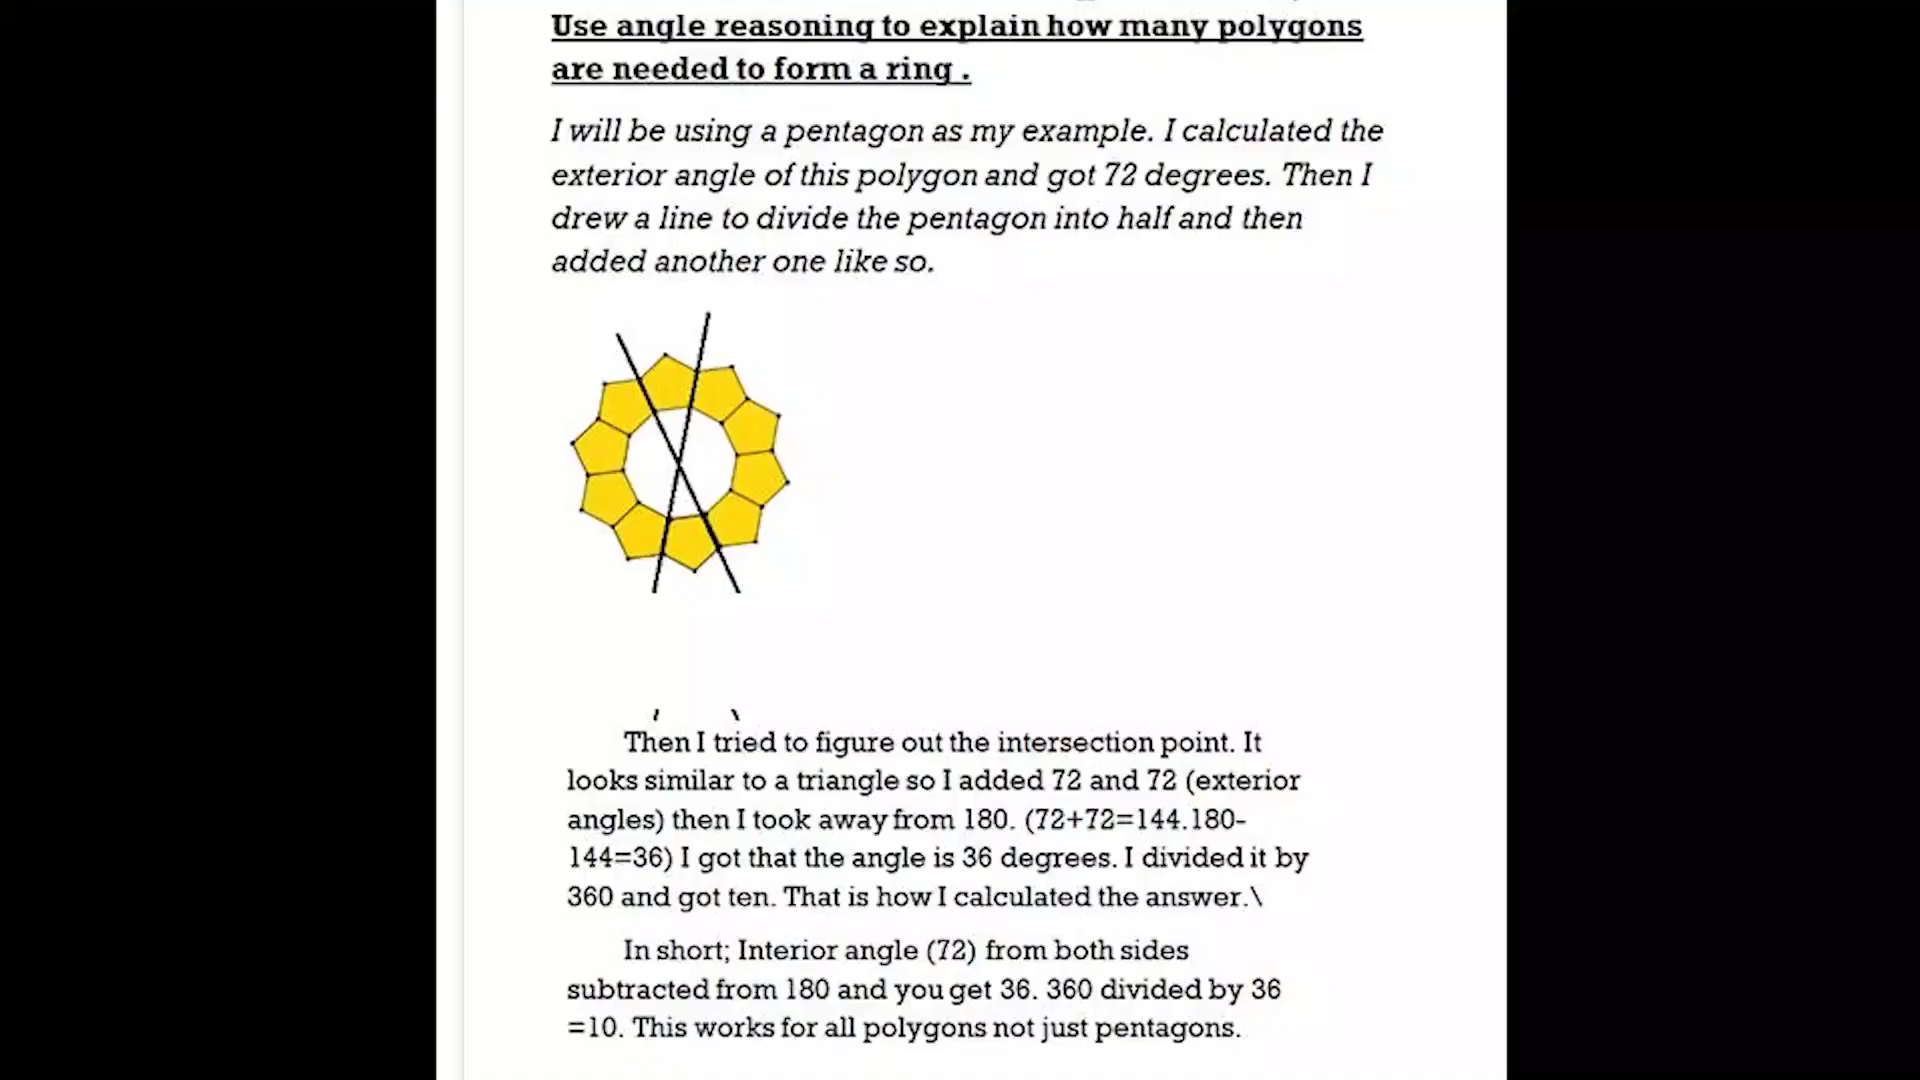 Use angle reasoning to explain how many polygons
are needed to form a ring .
I will be using a pentagon as my example. I calculated the
exterior angle of this polygon and got 72 degrees. Then I
drew a line to divide the pentagon into half and then
added another one like so.
Then I tried to figure out the intersection point. It
looks similar to a triangle so I added 72 and 72 (exterior
angles) then I took away from 180. (72+72=144.180-
144=36) I got that the angle is 36 degrees. I divided it by
360 and got ten. That is how I calculated the answer.\
In short; Interior angle (72) from both sides
subtracted from 180 and you get 36. 360 divided by 36
=10. This works for all polygons not just pentagons.